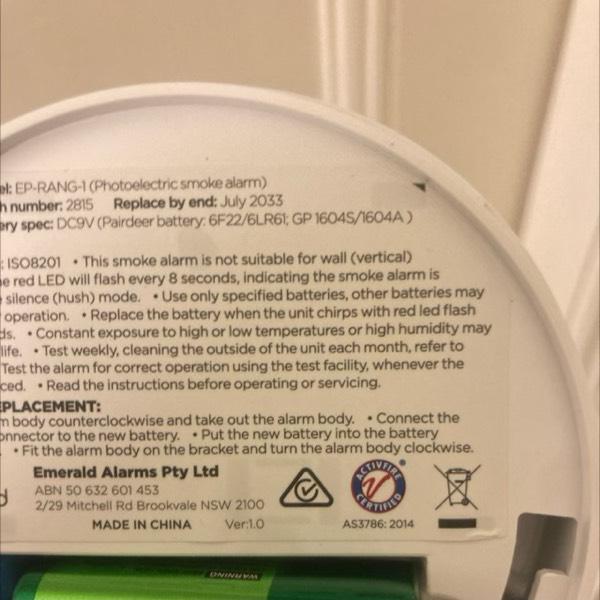 el: EP-RANG-1 (Photoelectric smoke alarm)
h number: 2815 Replace by end: July 2033
ery spec: DC9V (Pairdeer battery: 6F22/6LR61; GP 1604S/1604A )
: ISO8201 • This smoke alarm is not suitable for wall (vertical)
e red LED will flash every 8 seconds, indicating the smoke alarm is
silence (hush) mode. • Use only specified batteries, other batteries may
operation. • Replace the battery when the unit chirps with red led flash
ds. • Constant exposure to high or low temperatures or high humidity may
life. • Test weekly, cleaning the outside of the unit each month, refer to
Test the alarm for correct operation using the test facility, whenever the
ced. • Read the instructions before operating or servicing.
PLACEMENT:
m body counterclockwise and take out the alarm body. • Connect the
onnector to the new battery. • Put the new battery into the battery
• Fit the alarm body on the bracket and turn the alarm body clockwise.
Emerald Alarms Pty Ltd
d ABN 50 632 601 453
2/29 Mitchell Rd Brookvale NSW 2100
MADE IN CHINA Ver:1.0
ACTIVFIRE
CERTIFIED
AS3786: 2014
WARNING